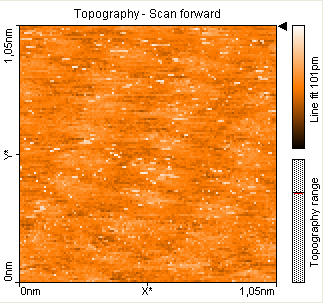 Topography - Scan forward
1,05nm
Y*
0nm
0nm
X*
1,05nm
Line fit 101pm
Topography range